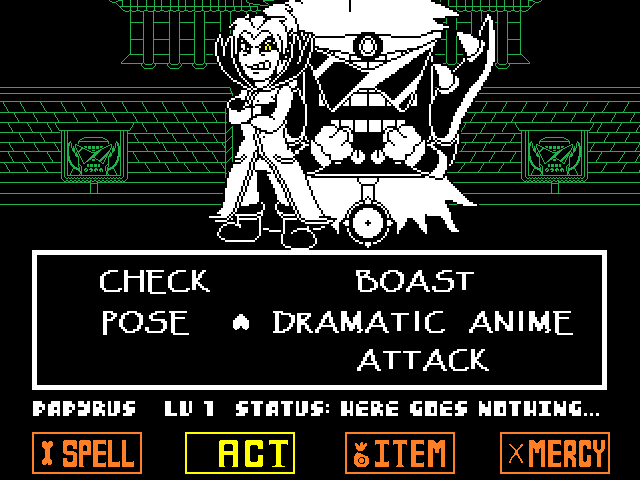 CHECK BOAST
POSE DRAMATIC ANIME
ATTACK
PAPYRUS LV 1 STATUS: HERE GOES NOTHING...
SPELL ACT ITEM MERCY